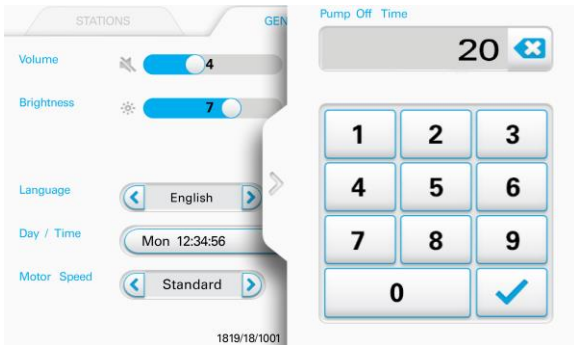 STATIONS
GEN
Volume
4
Brightness
7
Language
English
Day / Time
Mon 12:34:56
Motor Speed
Standard
1819/18/1001
Pump Off Time
20
1 2 3
4 5 6
7 8 9
0